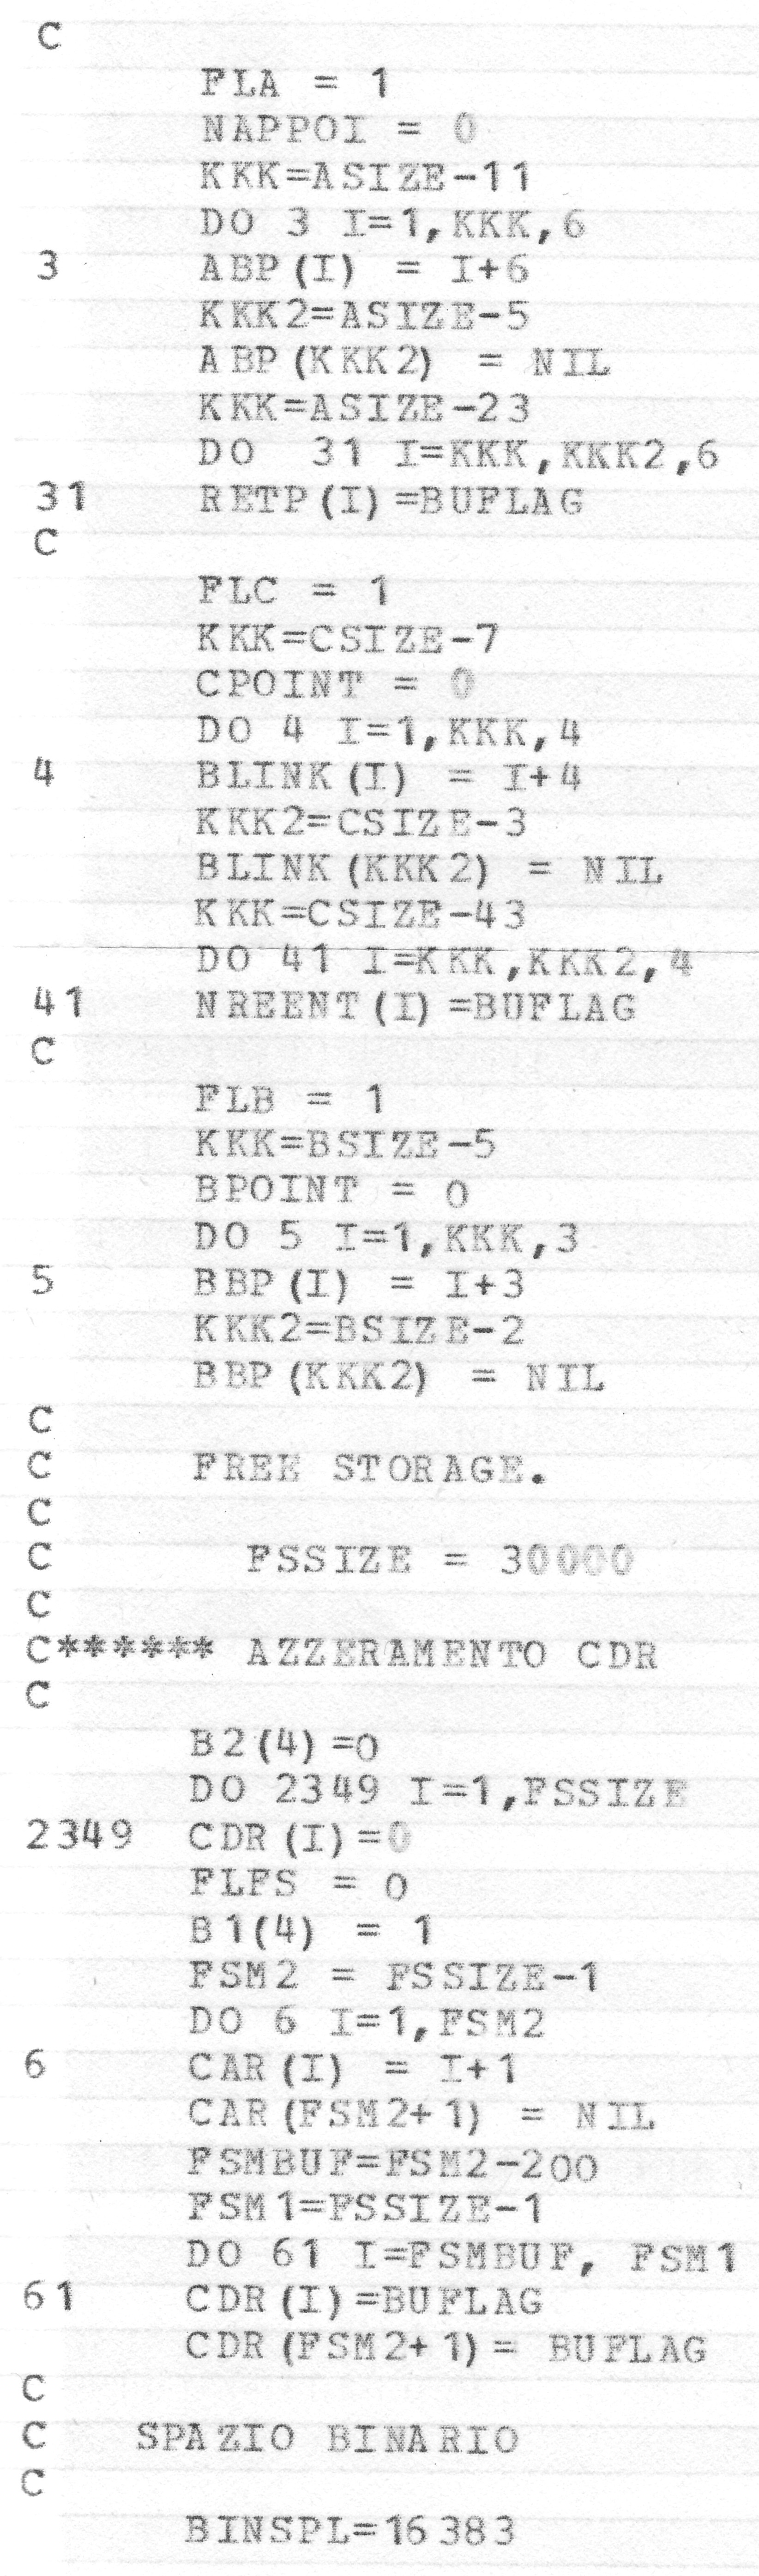 C
      FLA = 1
      NAPPOI = 0
      KKK=ASIZE-11
      DO 3 I=1,KKK,6
3     ABP(I) = I+6
      KKK2=ASIZE-5
      ABP(KKK2) = NIL
      KKK=ASIZE-23
      DO 31 I=KKK,KKK2,6
31    RETP(I)=BUFLAG
C
      FLC = 1
      KKK=CSIZE-7
      CPOINT = 0
      DO 4 I=1,KKK,4
4     BLINK(I) = I+4
      KKK2=CSIZE-3
      BLINK(KKK2) = NIL
      KKK=CSIZE-43
      DO 41 I=KKK,KKK2,4
41    NREENT(I)=BUFLAG
C
      FLB = 1
      KKK=BSIZE-5
      BPOINT = 0
      DO 5 I=1,KKK,3
5     BBP(I) = I+3
      KKK2=BSIZE-2
      BBP(KKK2) = NIL
C
C     FREE STORAGE.
C
C       FSSIZE = 30000
C
C****** AZZERAMENTO CDR
C
      B2(4)=0
      DO 2349 I=1,FSSIZE
2349  CDR(I)=0
      FLFS = 0
      B1(4) = 1
      FSM2 = FSSIZE-1
      DO 6 I=1,FSM2
6     CAR(I) = I+1
      CAR(FSM2+1) = NIL
      FSMBUF=FSM2-200
      FSM1=FSSIZE-1
      DO 61 I=FSMBUF, FSM1
61    CDR(I)=BUFLAG
      CDR(FSM2+1)= BUFLAG
C
C   SPAZIO BINARIO
C
      BINSPL=16383